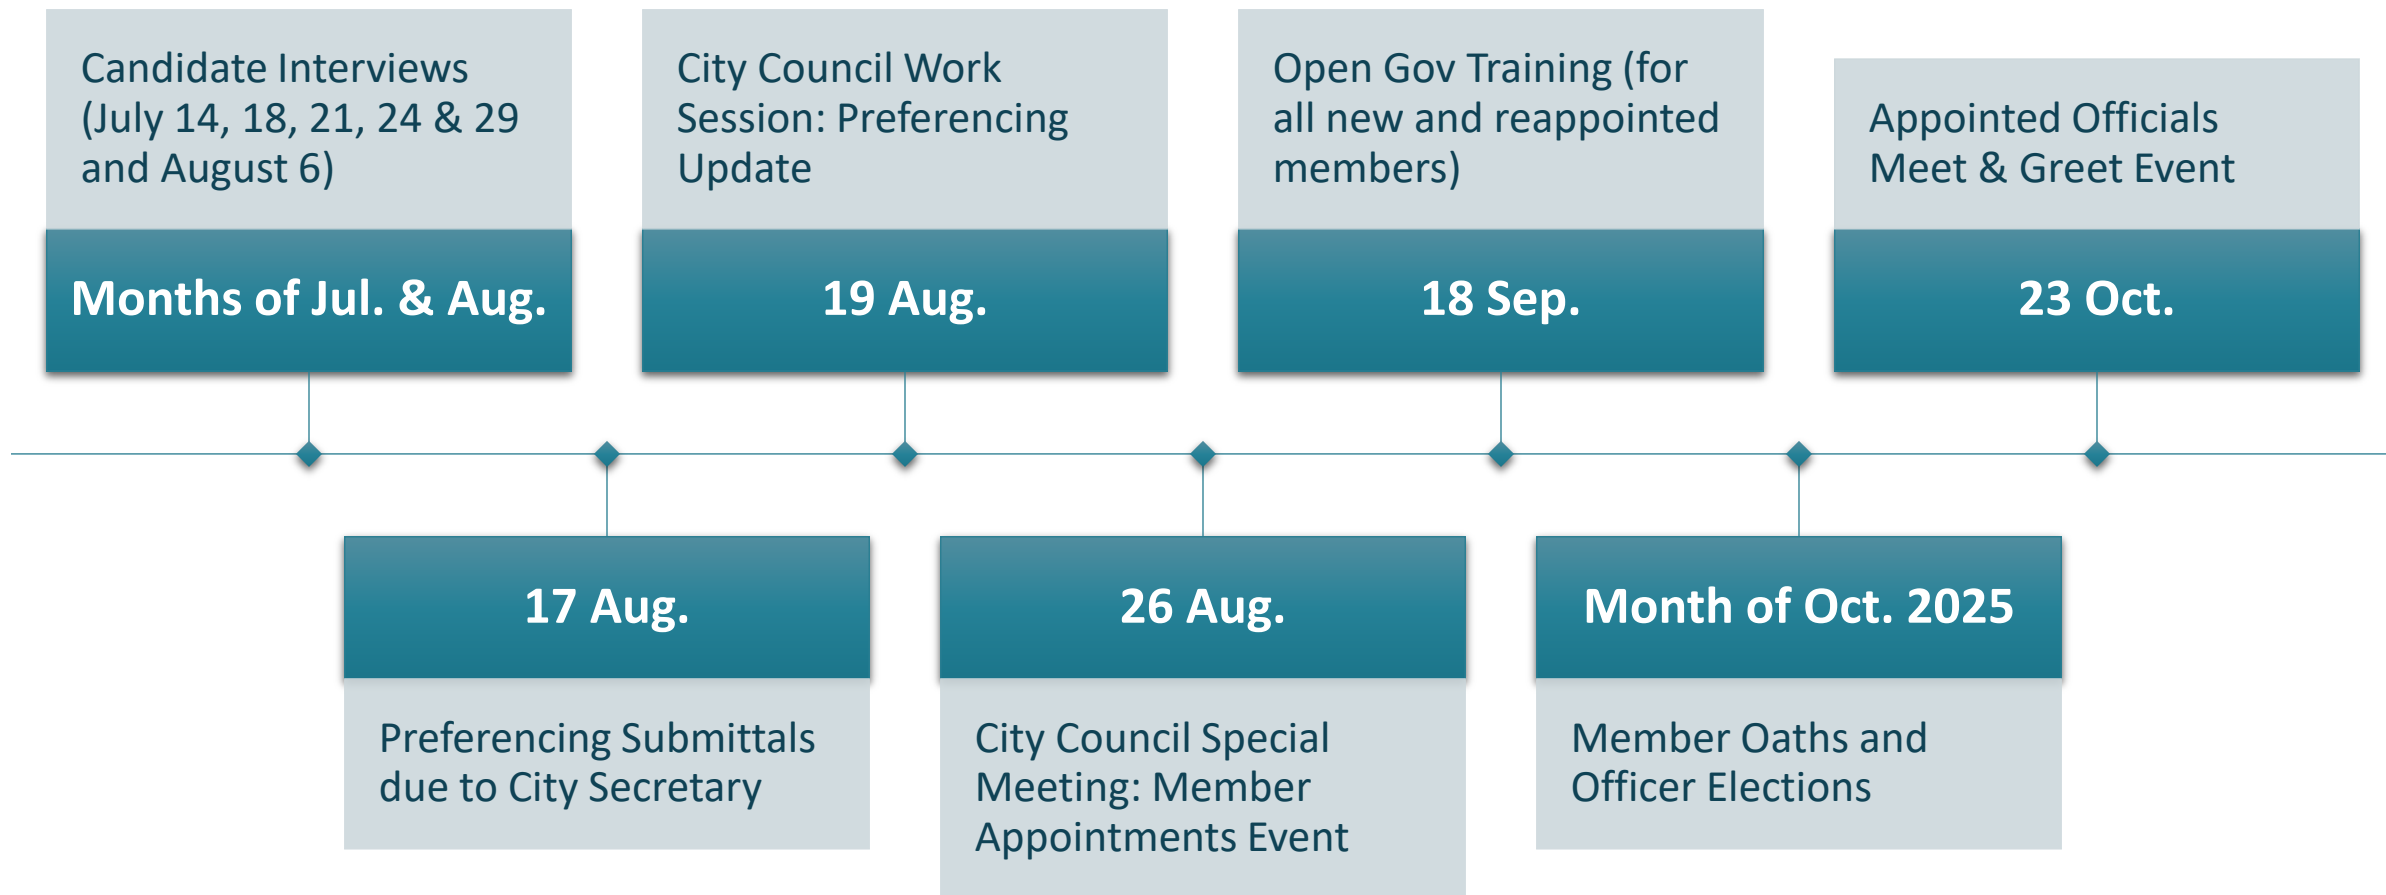 Candidate Interviews
(July 14, 18, 21, 24 & 29
and August 6)
Months of Jul. & Aug.
17 Aug.
Preferencing Submittals
due to City Secretary
City Council Work
Session: Preferencing
Update
19 Aug.
26 Aug.
City Council Special
Meeting: Member
Appointments Event
Open Gov Training (for
all new and reappointed
members)
18 Sep.
Month of Oct. 2025
Member Oaths and
Officer Elections
Appointed Officials
Meet & Greet Event
23 Oct.